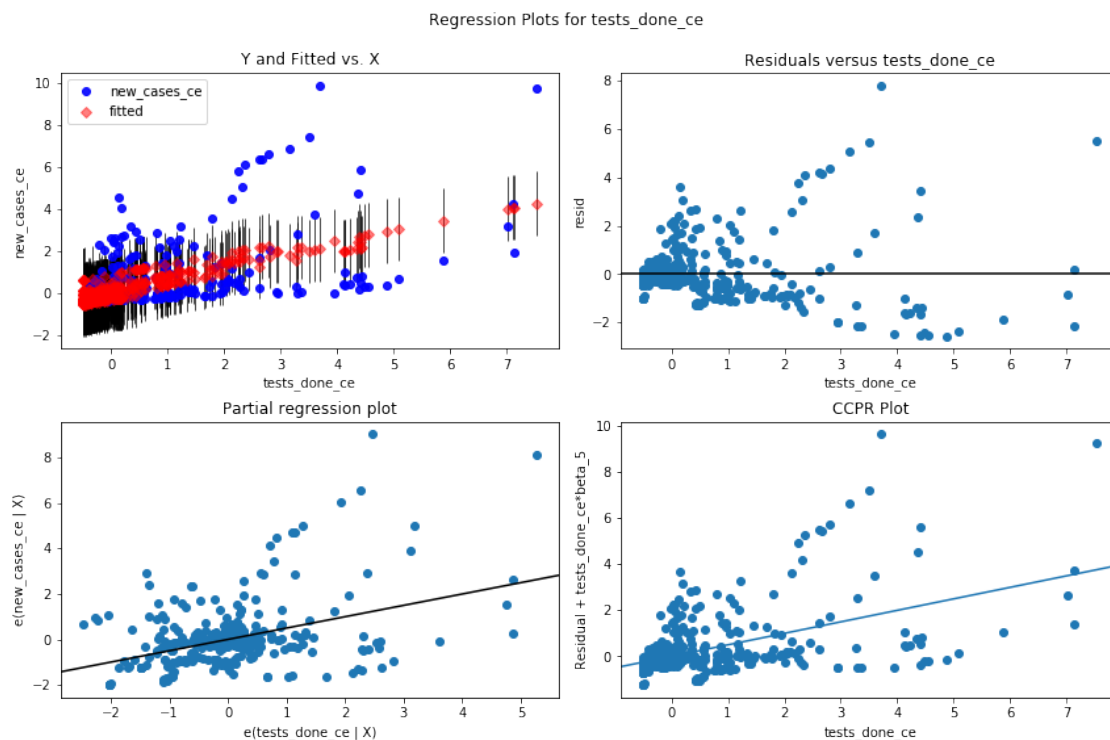 Regression Plots for tests_done_ce
Y and Fitted vs. X
new_cases_ce
fitted
10
8
6
4
2
0
−2
new_cases_ce
0 1 2 3 4 5 6 7
tests_done_ce
Residuals versus tests_done_ce
8
6
4
2
0
−2
resid
0 1 2 3 4 5 6 7
tests_done_ce
Partial regression plot
8
6
4
2
0
−2
e(new_cases_ce | X)
−2 −1 0 1 2 3 4 5
e(tests_done_ce | X)
CCPR Plot
10
8
6
4
2
0
Residual + tests_done_ce*beta_5
0 1 2 3 4 5 6 7
tests_done_ce